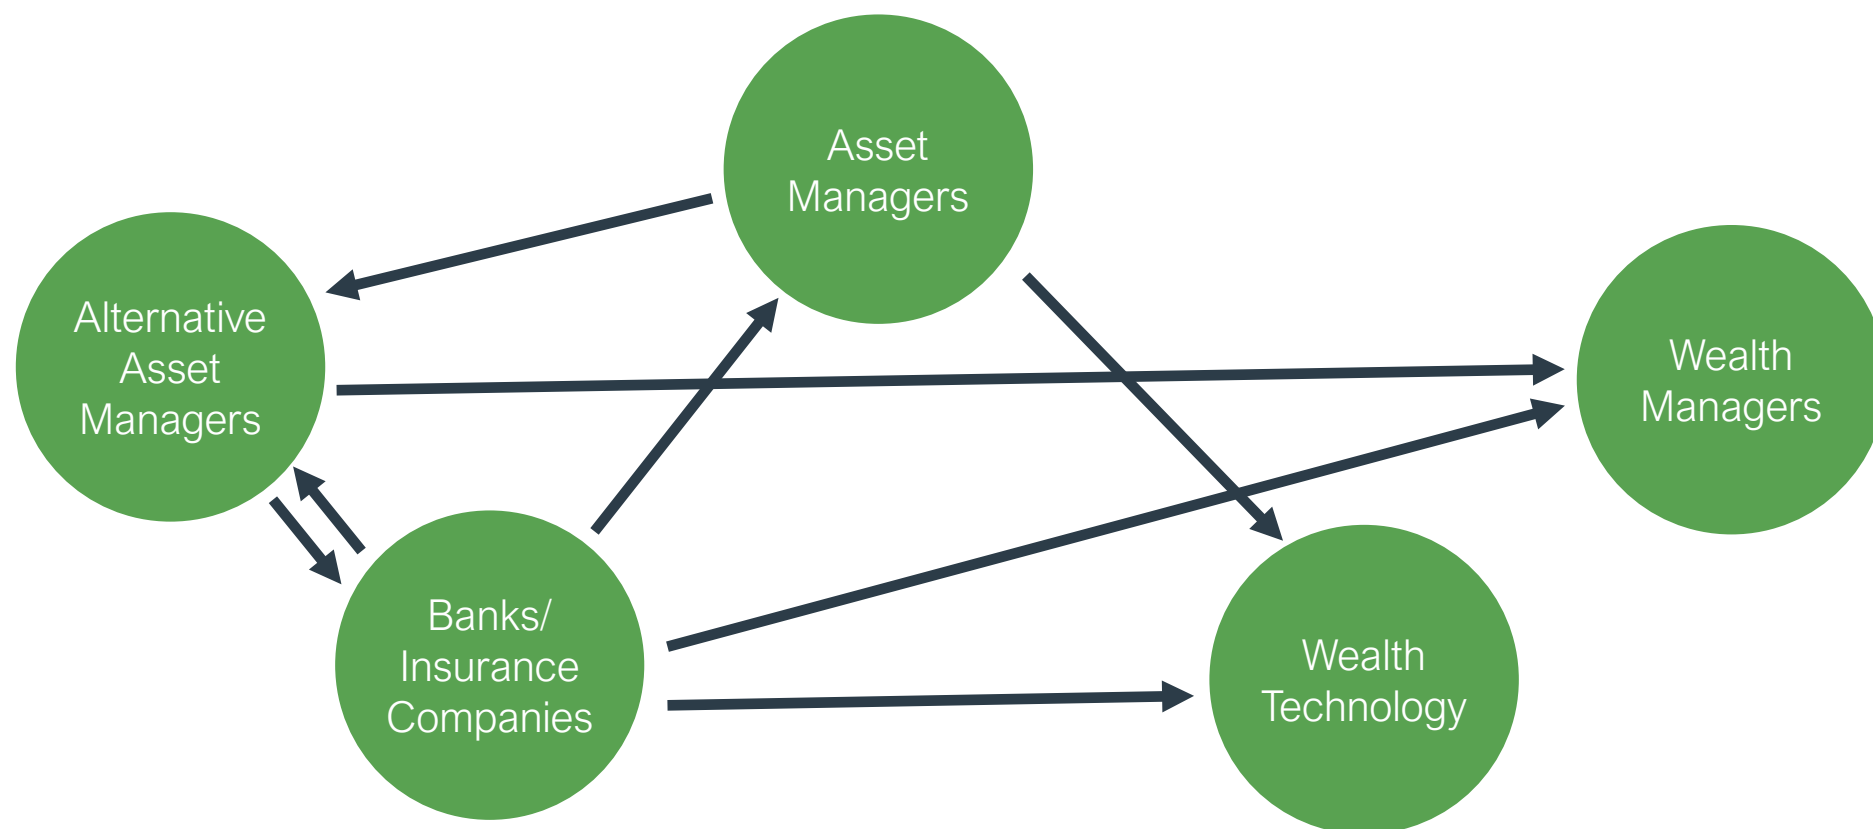 Asset
Managers
Alternative
Asset
Managers
Wealth
Managers
Banks/
Insurance
Companies
Wealth
Technology